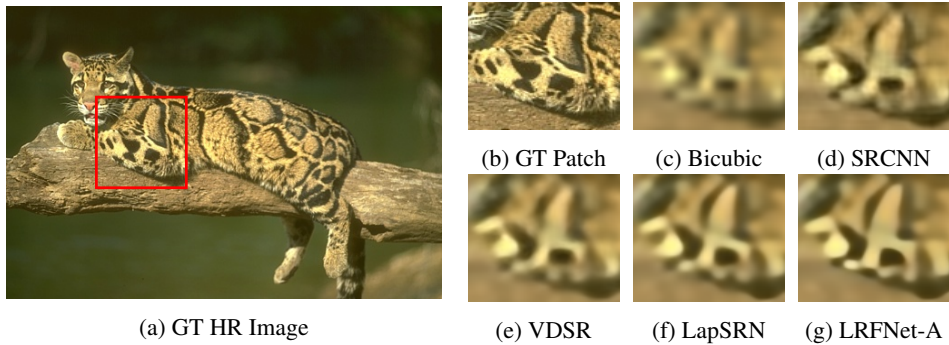 (b) GT Patch
(c) Bicubic
(d) SRCNN
(a) GT HR Image
(e) VDSR
(f) LapSRN
(g) LRFNet-A